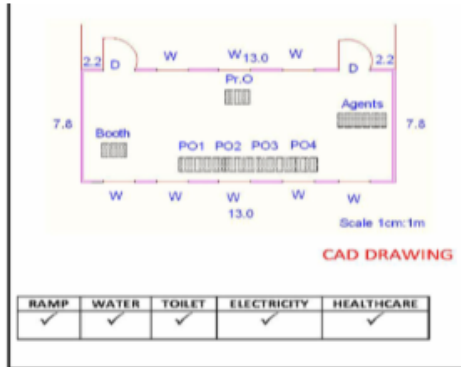 W W 13.0 W
2.2 D D 2.2
Pr.O
Agents
7.8 7.8
Booth
PO1 PO2 PO3 PO4
W W W W W
13.0
Scale 1cm:1m
CAD DRAWING
RAMP WATER TOILET ELECTRICITY HEALTHCARE
✓ ✓ ✓ ✓ ✓